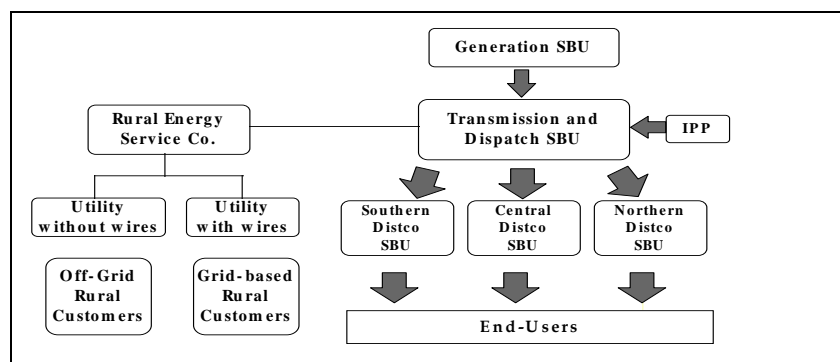 Generation SBU
Rural Energy
Service Co.
Transmission and
Dispatch SBU
IPP
Utility
without wires
Utility
with wires
Southern
Distco
SBU
Central
Distco
SBU
Northern
Distco
SBU
Off-Grid
Rural
Customers
Grid-based
Rural
Customers
End-Users